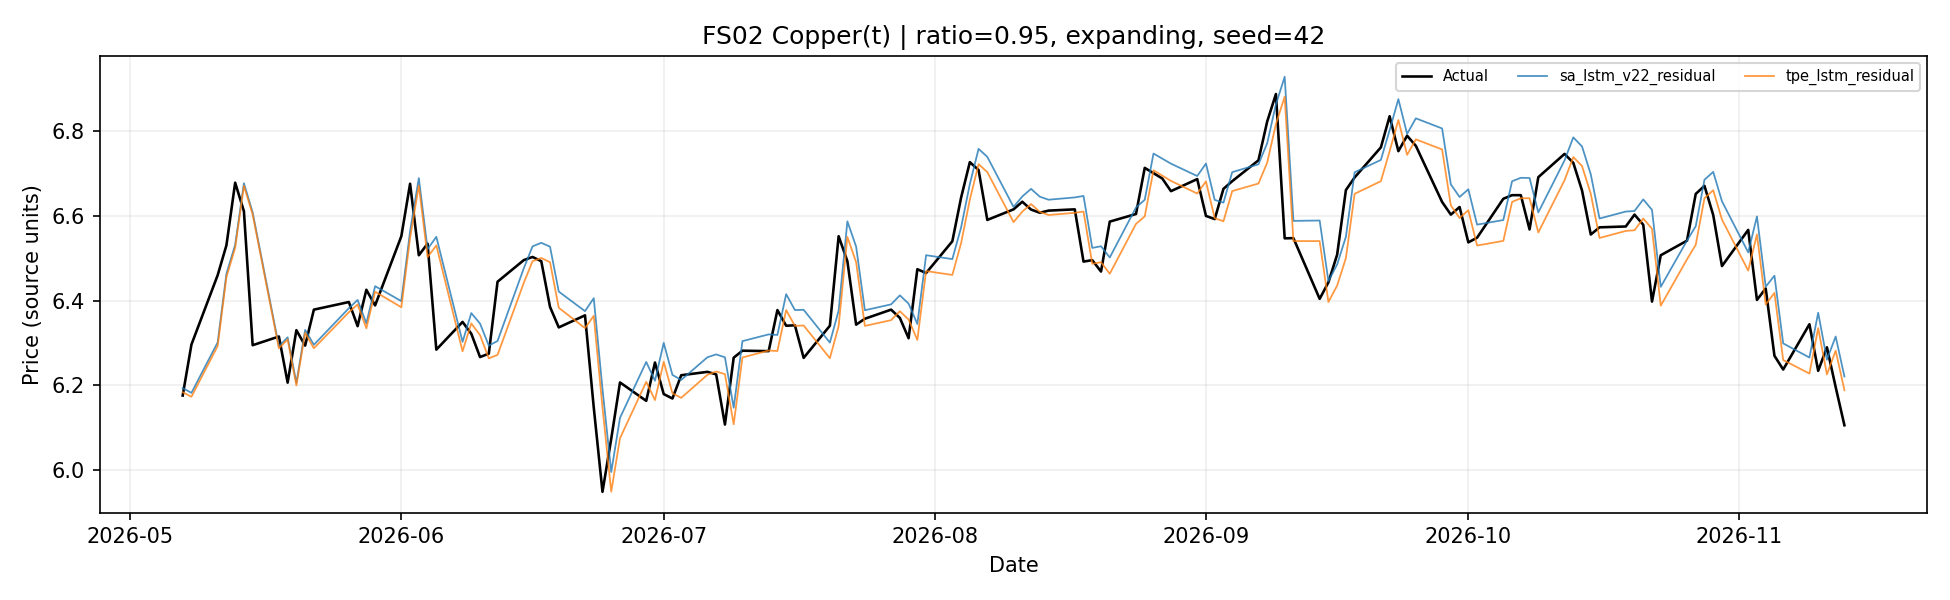 FS02 Copper(t) | ratio=0.95, expanding, seed=42
Actual sa_lstm_v22_residual tpe_lstm_residual
Price (source units)
6.8
6.6
6.4
6.2
6.0
2026-05 2026-06 2026-07 2026-08 2026-09 2026-10 2026-11
Date